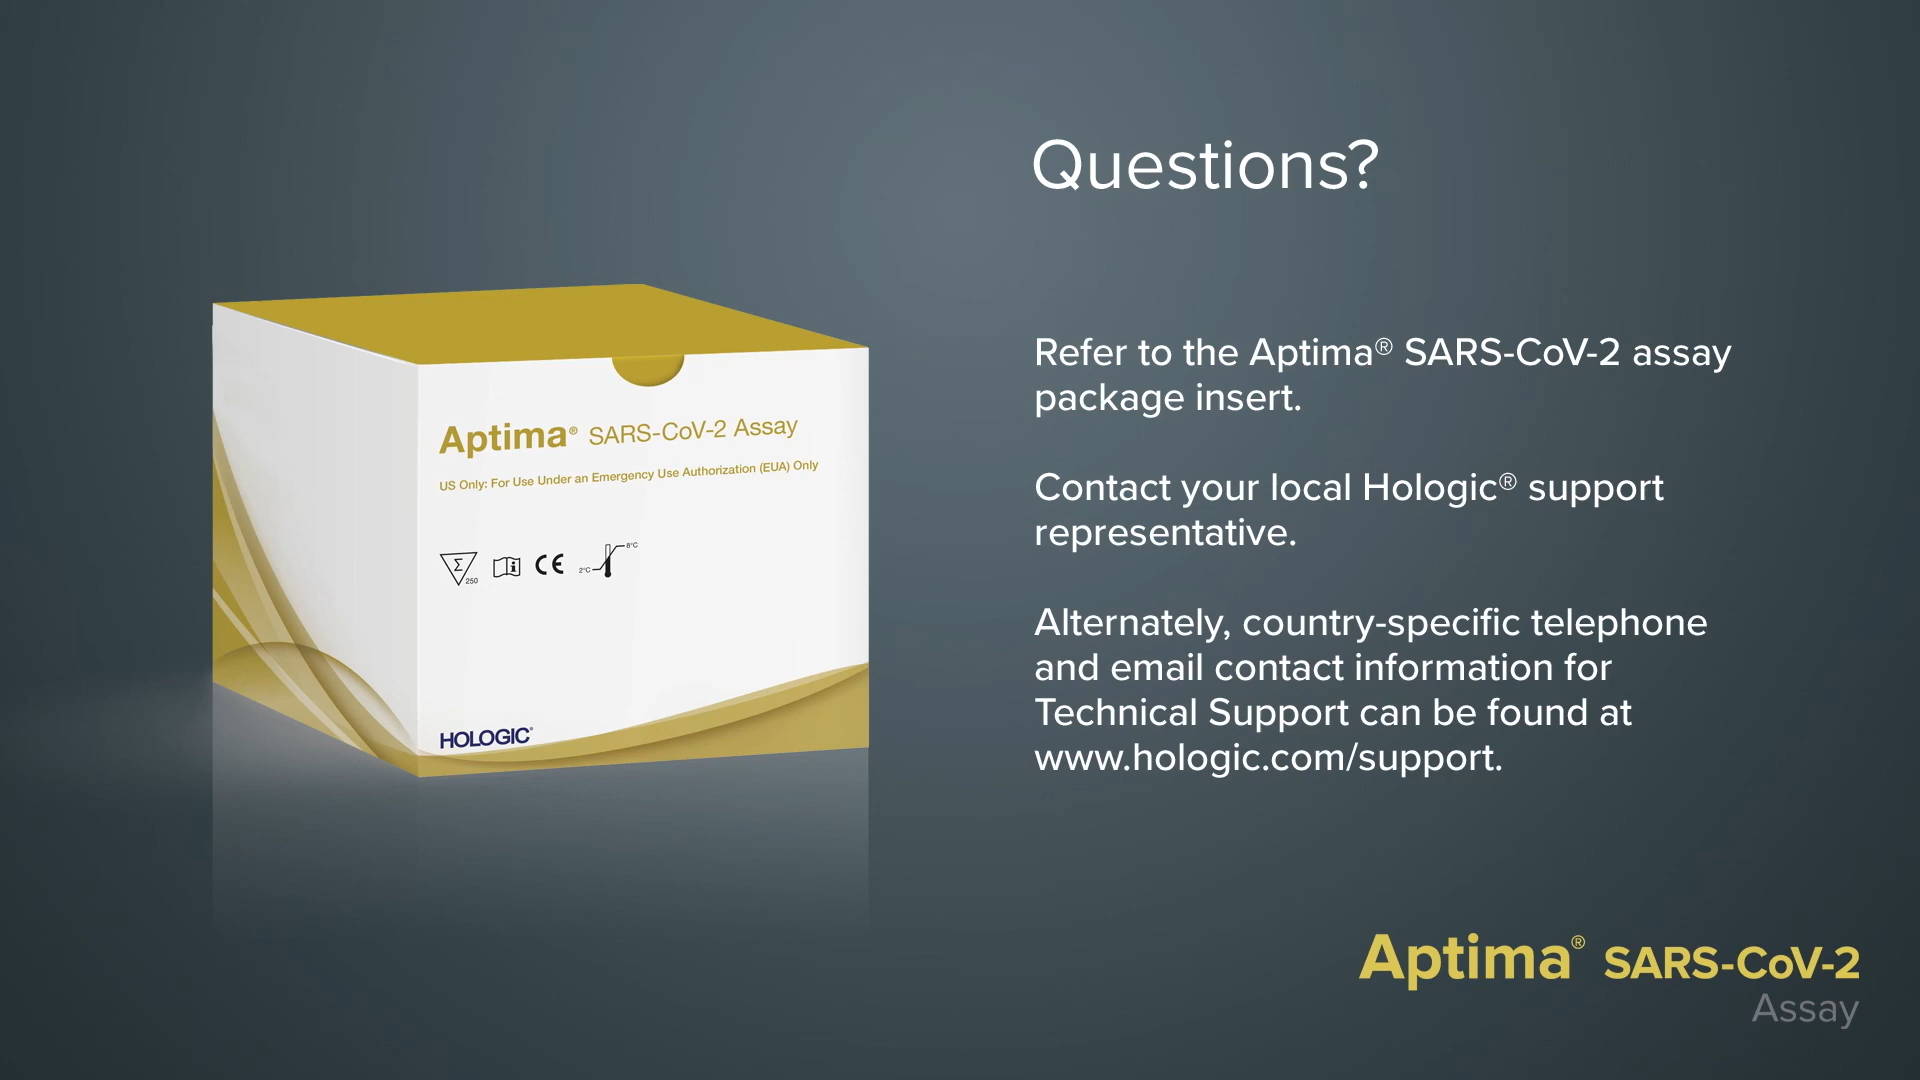 Questions?
Refer to the Aptima® SARS-CoV-2 assay
package insert.
Contact your local Hologic® support
representative.
Alternately, country-specific telephone
and email contact information for
Technical Support can be found at
www.hologic.com/support.
Aptima® SARS-CoV-2 Assay
US Only: For Use Under an Emergency Use Authorization (EUA) Only
Σ 250 i CE 2°C 8°C
HOLOGIC®
Aptima® SARS-CoV-2
Assay